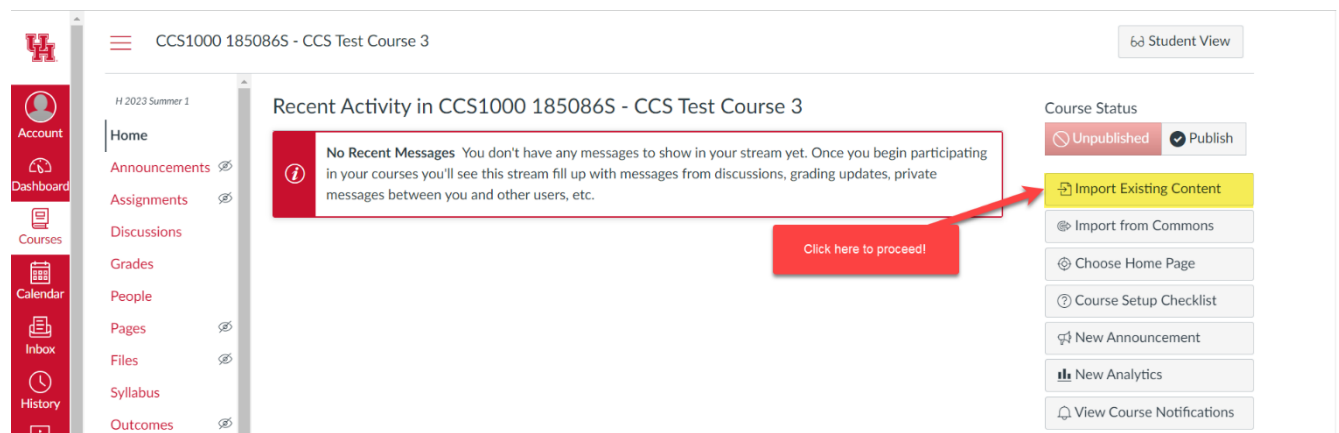 UH
CCS1000 185086S - CCS Test Course 3
Student View
Account
Dashboard
Courses
Calendar
Inbox
History
H 2023 Summer 1
Home
Announcements
Assignments
Discussions
Grades
People
Pages
Files
Syllabus
Outcomes
Recent Activity in CCS1000 185086S - CCS Test Course 3
No Recent Messages You don't have any messages to show in your stream yet. Once you begin participating
in your courses you'll see this stream fill up with messages from discussions, grading updates, private
messages between you and other users, etc.
Click here to proceed!
Course Status
Unpublished
Publish
Import Existing Content
Import from Commons
Choose Home Page
Course Setup Checklist
New Announcement
New Analytics
View Course Notifications